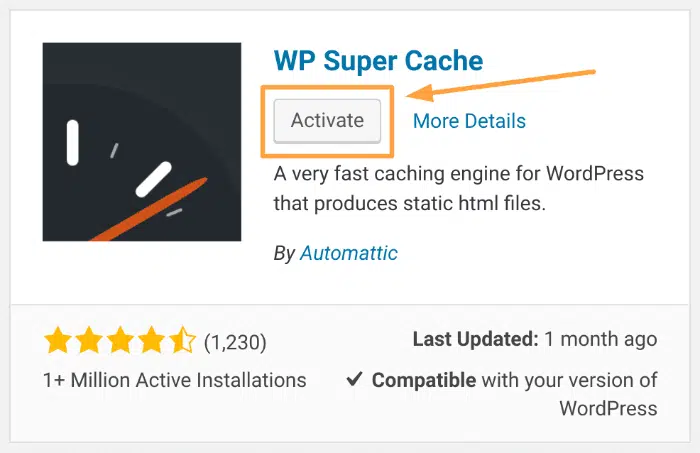 WP Super Cache
Activate
More Details
A very fast caching engine for WordPress
that produces static html files.
By Automattic
(1,230)
Last Updated: 1 month ago
1+ Million Active Installations
Compatible with your version of
WordPress